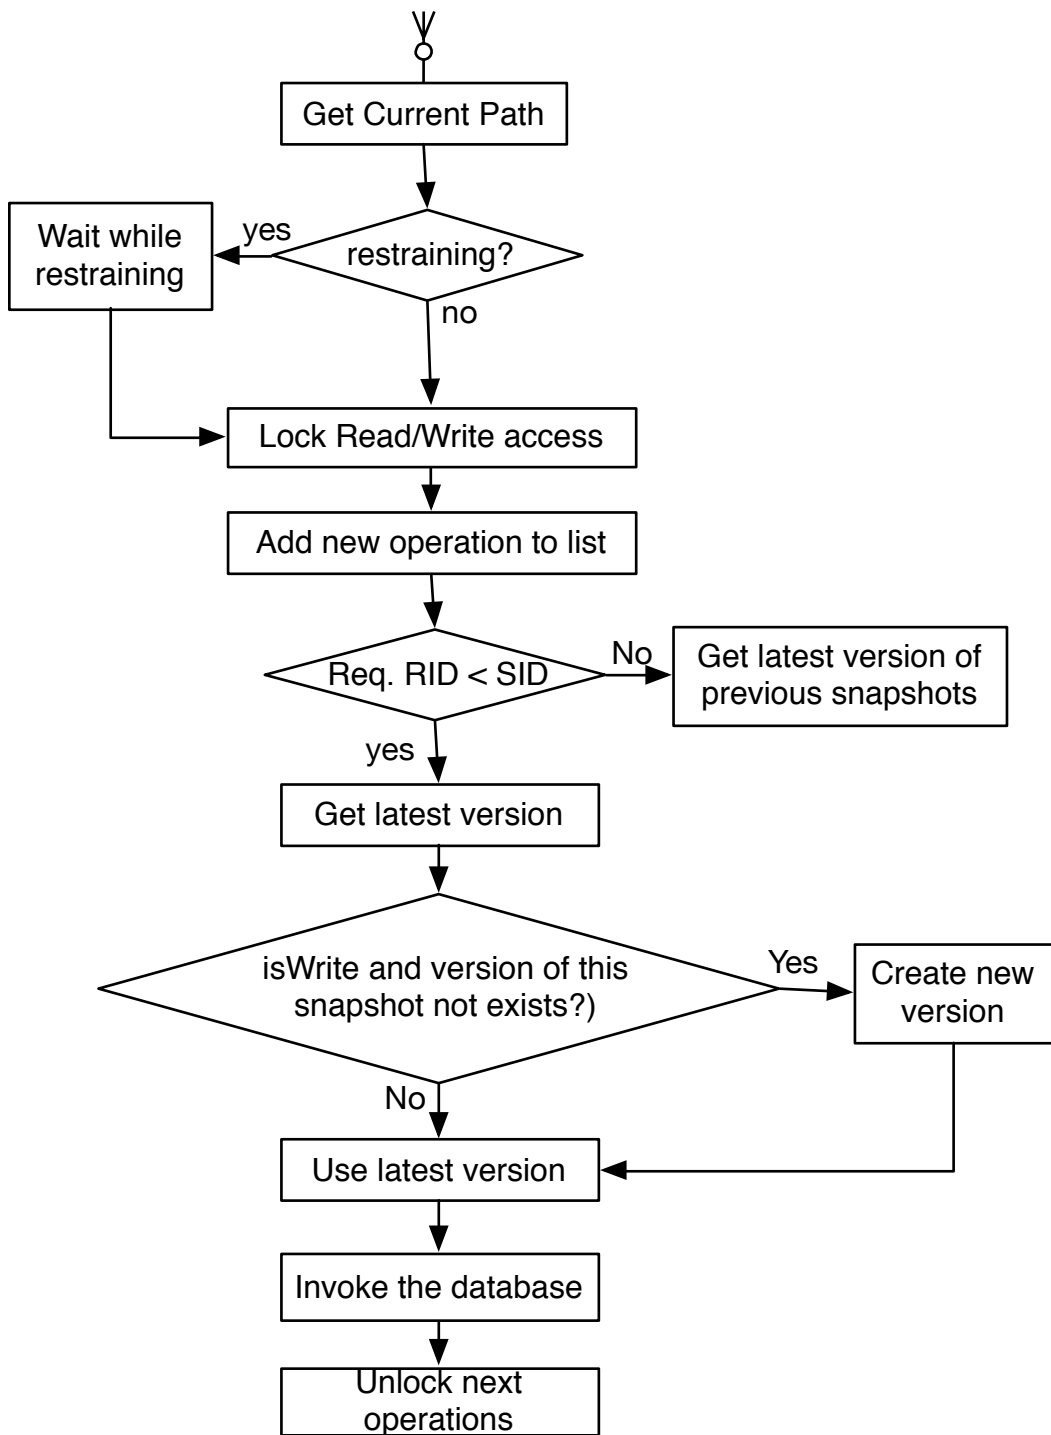 Get Current Path
Wait while
restraining
yes
restraining?
no
Lock Read/Write access
Add new operation to list
Req. RID < SID
No
Get latest version of
previous snapshots
yes
Get latest version
isWrite and version of this
snapshot not exists?)
Yes
Create new
version
No
Use latest version
Invoke the database
Unlock next
operations